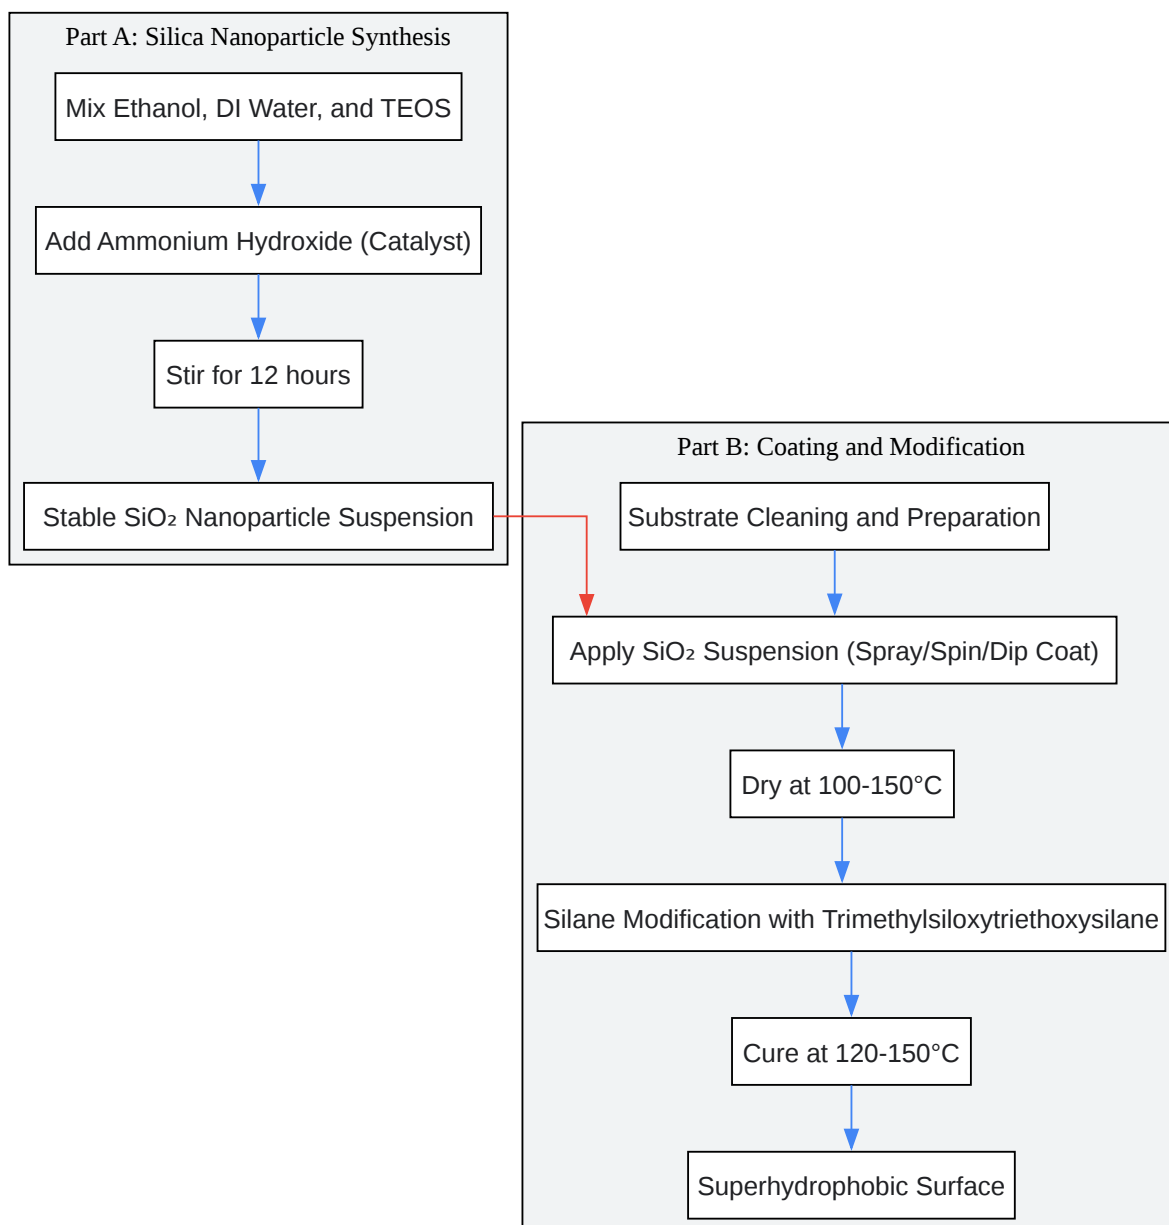 Part A: Silica Nanoparticle Synthesis
Mix Ethanol, DI Water, and TEOS
Add Ammonium Hydroxide (Catalyst)
Stir for 12 hours
Stable SiO₂ Nanoparticle Suspension
Part B: Coating and Modification
Substrate Cleaning and Preparation
Apply SiO₂ Suspension (Spray/Spin/Dip Coat)
Dry at 100-150°C
Silane Modification with Trimethylsiloxytriethoxysilane
Cure at 120-150°C
Superhydrophobic Surface